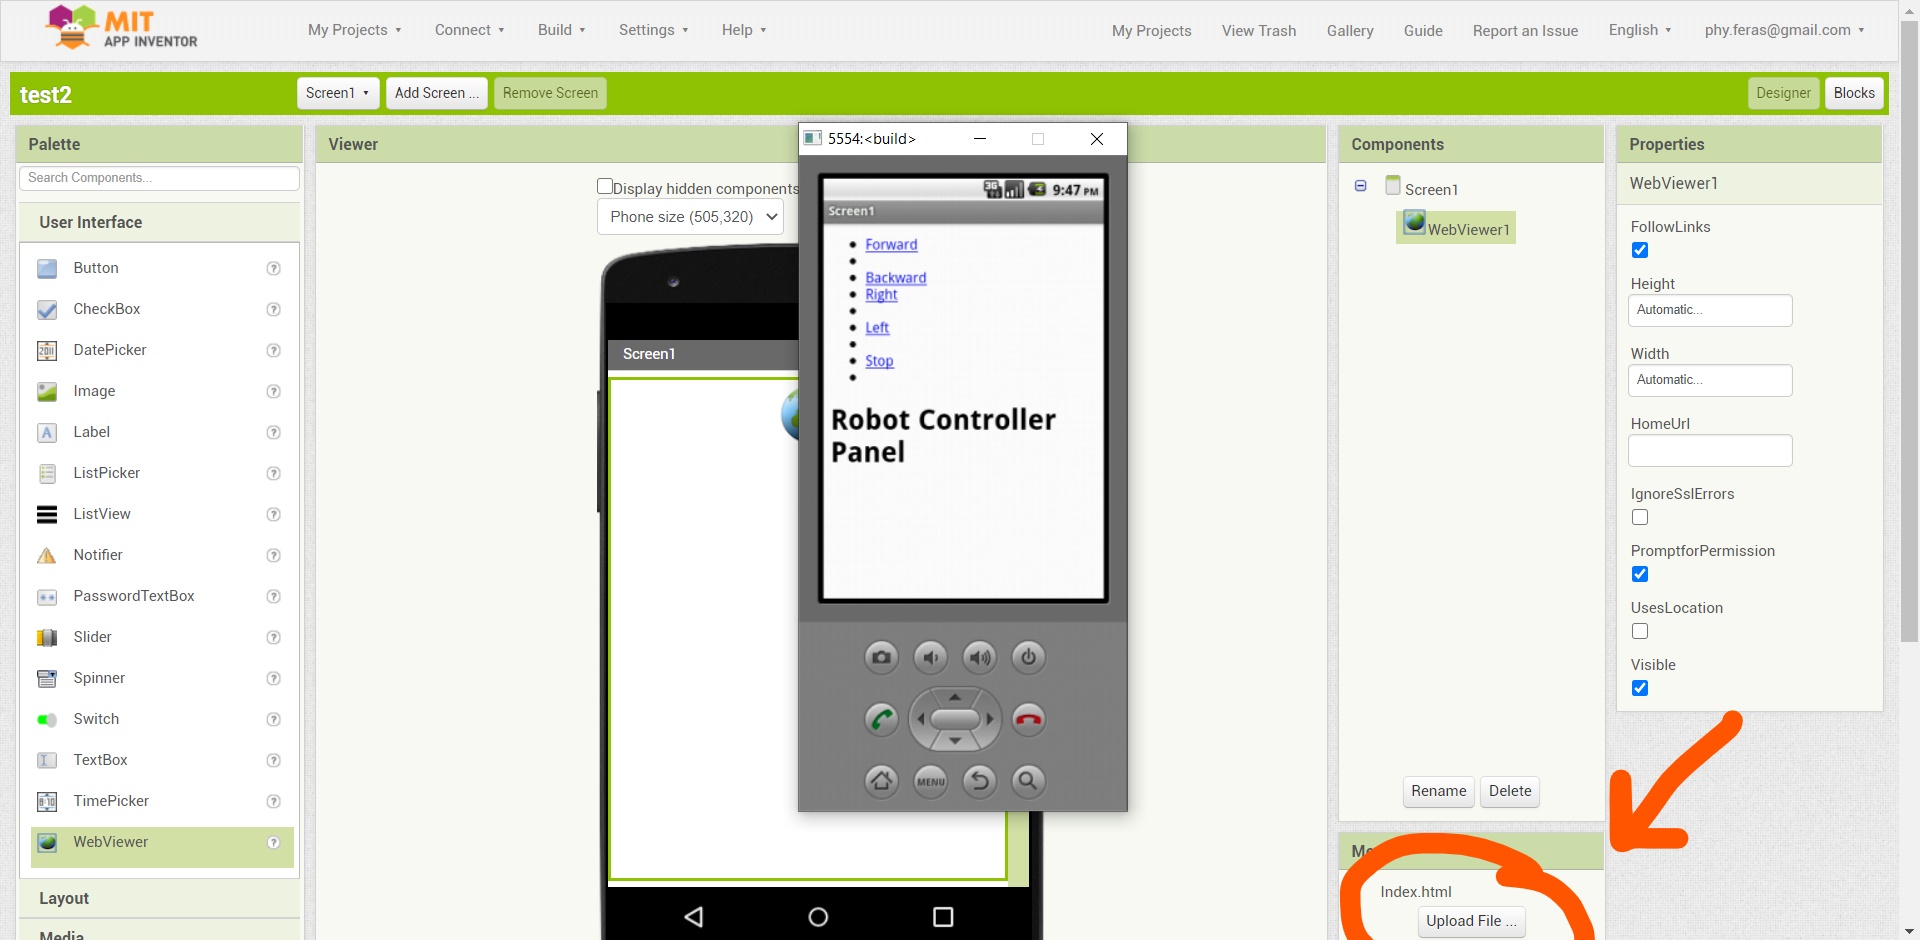 MIT
APP INVENTOR
My Projects
Connect
Build
Settings
Help
My Projects
View Trash
Gallery
Guide
Report an Issue
English
phy.feras@gmail.com
test2
Screen1
Add Screen ...
Remove Screen
Designer
Blocks
Palette
Search Components...
User Interface
Button
?
CheckBox
?
DatePicker
?
Image
?
Label
?
ListPicker
?
ListView
?
Notifier
?
PasswordTextBox
?
Slider
?
Spinner
?
Switch
?
TextBox
?
TimePicker
?
WebViewer
?
Layout
Media
Viewer
Display hidden components
Phone size (505,320)
Screen1
5554:<build>
3G
9:47 PM
Screen1
Forward
Backward
Right
Left
Stop
Robot Controller
Panel
MENU
Components
Screen1
WebViewer1
Rename
Delete
Index.html
Upload File ...
Properties
WebViewer1
FollowLinks
Height
Automatic...
Width
Automatic...
HomeUrl
IgnoreSslErrors
PromptforPermission
UsesLocation
Visible